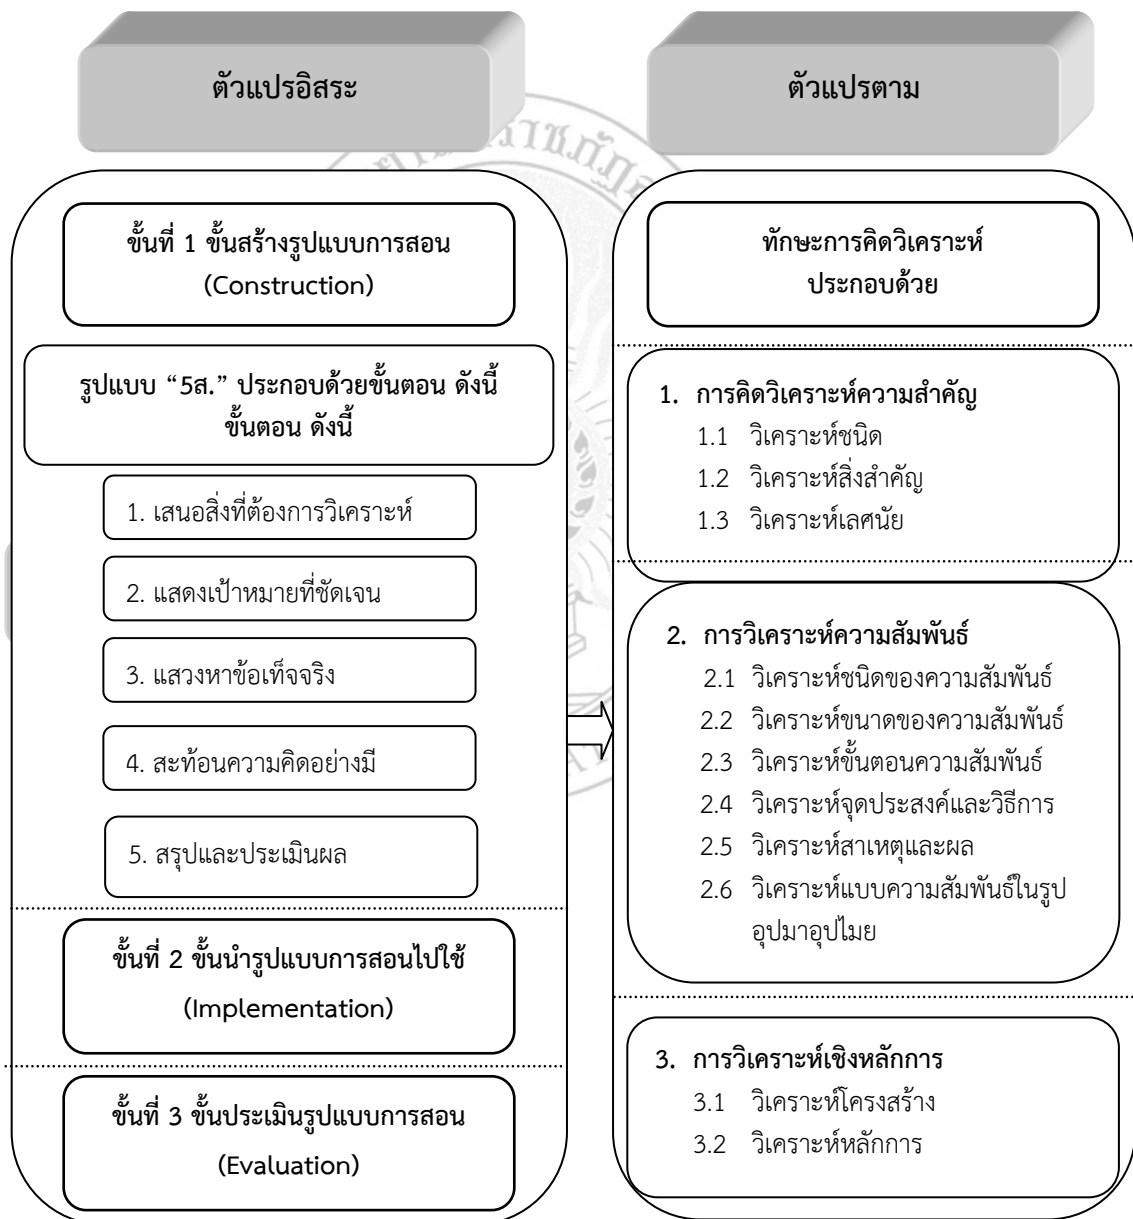 ตัวแปรอิสระ
ขั้นที่ 1 ขั้นสร้างรูปแบบการสอน
(Construction)
รูปแบบ “5ส.” ประกอบด้วยขั้นตอน ดังนี้
ขั้นตอน ดังนี้
1. เสนอสิ่งที่ต้องการวิเคราะห์
2. แสดงเป้าหมายที่ชัดเจน
3. แสวงหาข้อเท็จจริง
4. สะท้อนความคิดอย่างมี
5. สรุปและประเมินผล
ขั้นที่ 2 ขั้นนำรูปแบบการสอนไปใช้
(Implementation)
ขั้นที่ 3 ขั้นประเมินรูปแบบการสอน
(Evaluation)
ตัวแปรตาม
ทักษะการคิดวิเคราะห์
ประกอบด้วย
1. การคิดวิเคราะห์ความสำคัญ
1.1 วิเคราะห์ชนิด
1.2 วิเคราะห์สิ่งสำคัญ
1.3 วิเคราะห์เลศนัย
2. การวิเคราะห์ความสัมพันธ์
2.1 วิเคราะห์ชนิดของความสัมพันธ์
2.2 วิเคราะห์ขนาดของความสัมพันธ์
2.3 วิเคราะห์ขั้นตอนความสัมพันธ์
2.4 วิเคราะห์จุดประสงค์และวิธีการ
2.5 วิเคราะห์สาเหตุและผล
2.6 วิเคราะห์แบบความสัมพันธ์ในรูป
อุปมาอุปไมย
3. การวิเคราะห์เชิงหลักการ
3.1 วิเคราะห์โครงสร้าง
3.2 วิเคราะห์หลักการ